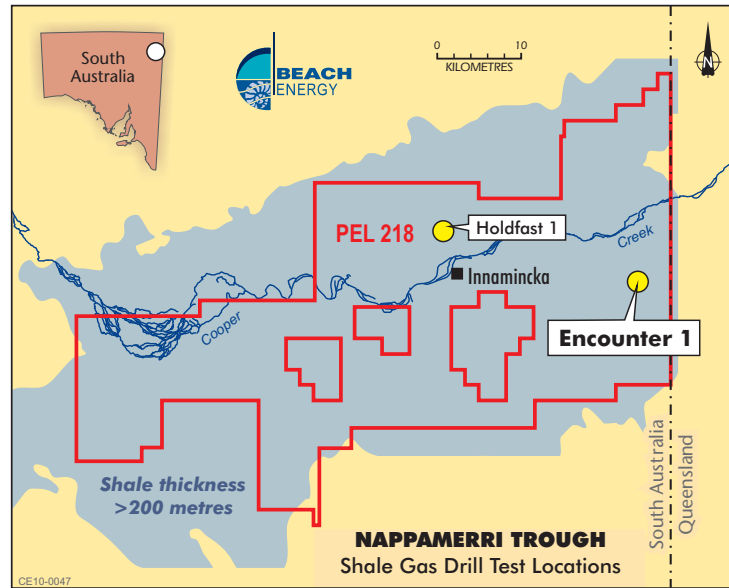 South
Australia
BEACH
ENERGY
0 10
KILOMETRES
N
PEL 218
Holdfast 1
Creek
Innamincka
Cooper
Encounter 1
Shale thickness
>200 metres
South Australia
Queensland
NAPPAMERRI TROUGH
Shale Gas Drill Test Locations
CE10-0047